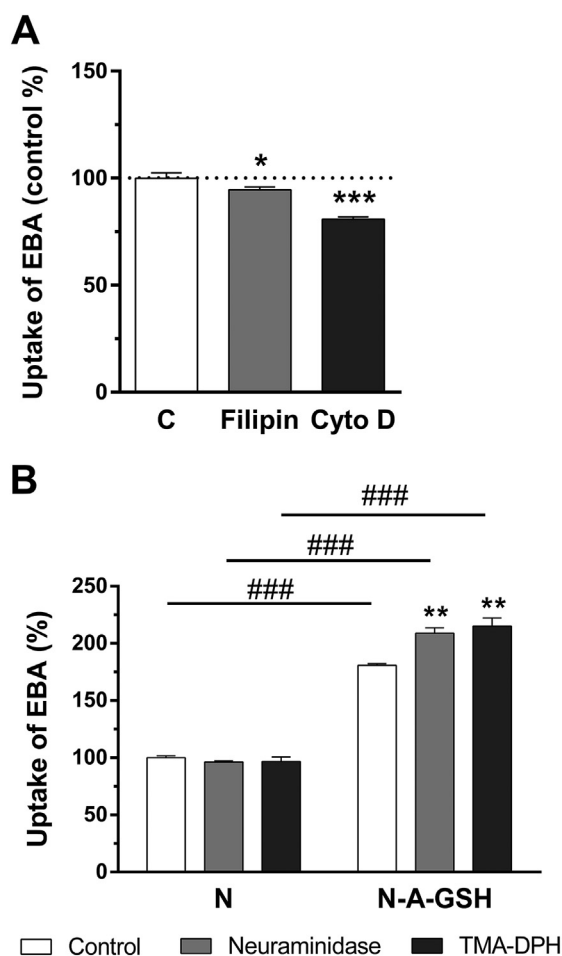 A
Uptake of EBA (control %)
150
100
50
0
*
***
C Filipin Cyto D
B
###
###
###
Uptake of EBA (%)
250
200
150
100
50
0
** **
N N-A-GSH
Control Neuraminidase TMA-DPH